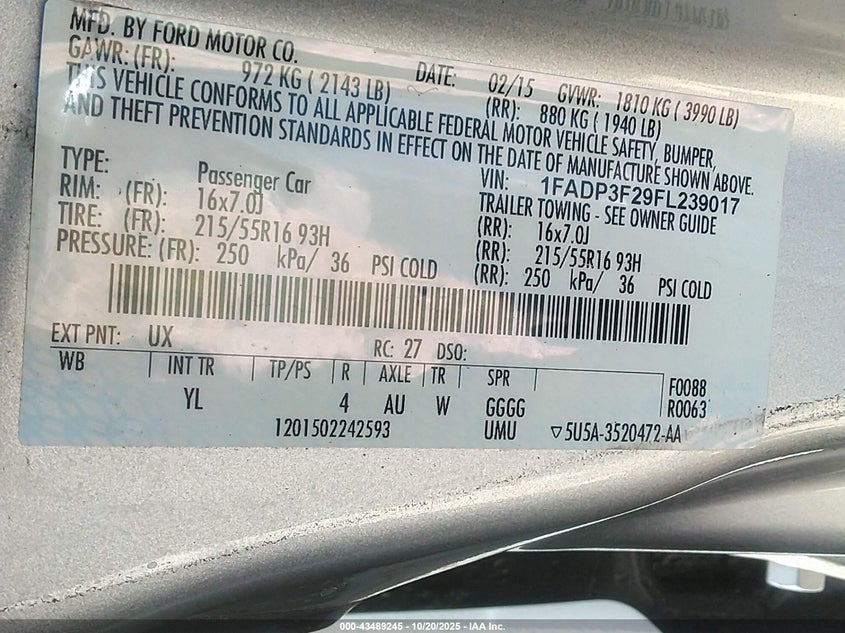 MFD. BY FORD MOTOR CO.
DATE: 02/15 GVWR: 1810 KG ( 3990 LB)
GAWR: (FR): 972 KG ( 2143 LB) (RR): 880 KG ( 1940 LB)
THIS VEHICLE CONFORMS TO ALL APPLICABLE FEDERAL MOTOR VEHICLE SAFETY, BUMPER,
AND THEFT PREVENTION STANDARDS IN EFFECT ON THE DATE OF MANUFACTURE SHOWN ABOVE.
VIN: 1FADP3F29FL239017
TYPE: Passenger Car TRAILER TOWING - SEE OWNER GUIDE
RIM: (FR): 16x7.0J (RR): 16x7.0J
TIRE: (FR): 215/55R16 93H (RR): 215/55R16 93H
PRESSURE: (FR): 250 kPa/ 36 PSI COLD (RR): 250 kPa/ 36 PSI COLD
EXT PNT: UX RC: 27 DSO:
WB INT TR TP/PS R AXLE TR SPR F0088
YL 4 AU W GGGG R0063
1201502242593 UMU ▽5U5A-3520472-AA
000-43489245 - 10/20/2025 - IAA Inc.